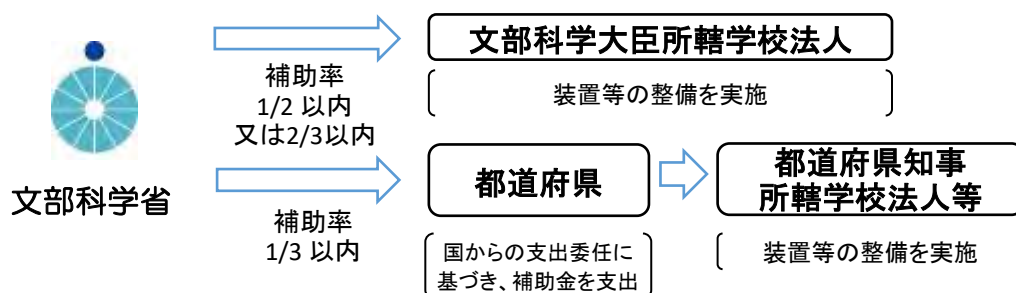 文部科学大臣所轄学校法人
補助率
1/2 以内
又は2/3以内
装置等の整備を実施
文部科学省
都道府県
都道府県知事
所轄学校法人等
補助率
1/3 以内
国からの支出委任に
基づき、補助金を支出
装置等の整備を実施